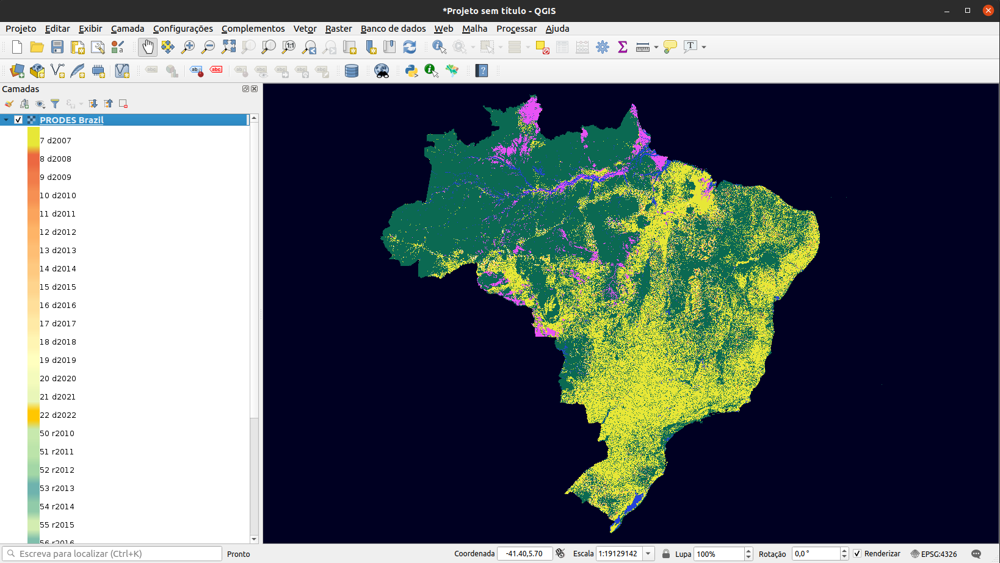 *Projeto sem título - QGIS
Projeto Editar Exibir Camada Configurações Complementos Vetor Raster Banco de dados Web Malha Processar Ajuda
Camadas
PRODES Brazil
7 d2007
8 d2008
9 d2009
10 d2010
11 d2011
12 d2012
13 d2013
14 d2014
15 d2015
16 d2016
17 d2017
18 d2018
19 d2019
20 d2020
21 d2021
22 d2022
50 r2010
51 r2011
52 r2012
53 r2013
54 r2014
55 r2015
56 r2016
Escreva para localizar (Ctrl+K) Pronto Coordenada -41.40,5.70 Escala 1:19129142 Lupa 100% Rotação 0,0 ° Renderizar EPSG:4326